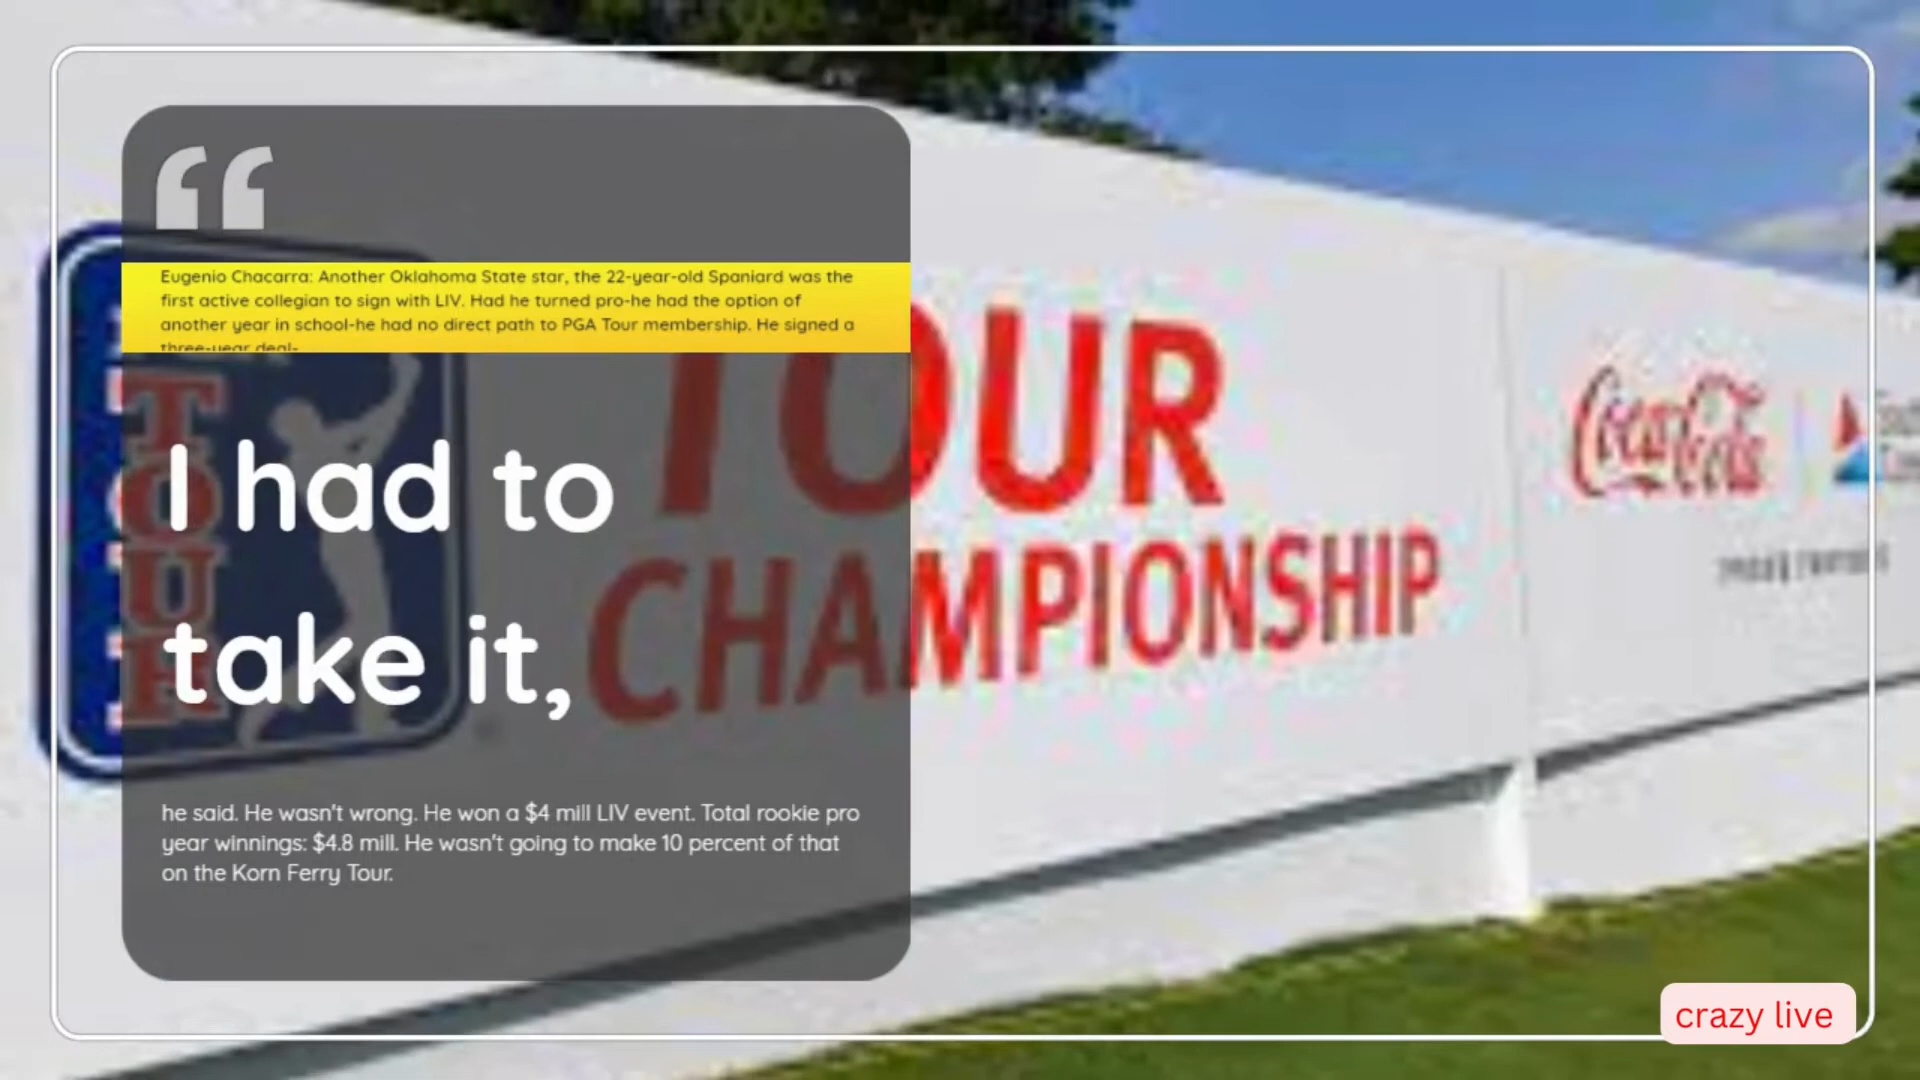 Eugenio Chacarra: Another Oklahoma State star, the 22-year-old Spaniard was the
first active collegian to sign with LIV. Had he turned pro-he had the option of
another year in school-he had no direct path to PGA Tour membership. He signed a
three-year deal-
I had to
take it,
he said. He wasn't wrong. He won a $4 mill LIV event. Total rookie pro
year winnings: $4.8 mill. He wasn't going to make 10 percent of that
on the Korn Ferry Tour.
TOUR
TOUR
CHAMPIONSHIP
Coca-Cola
crazy live